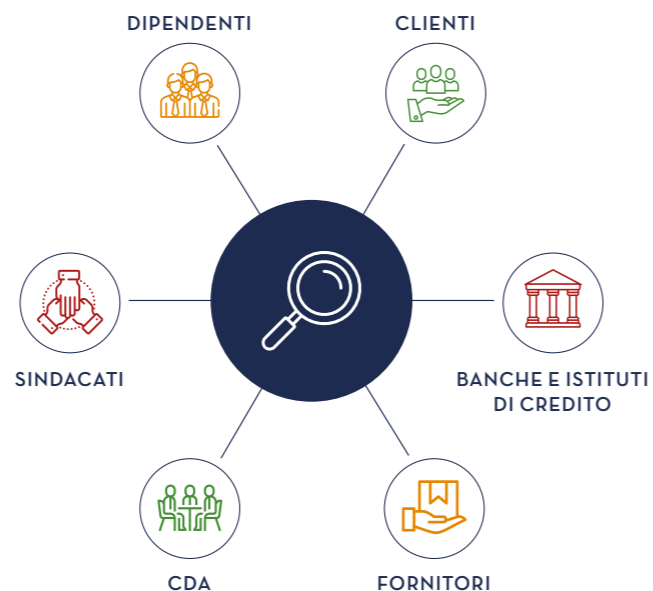 DIPENDENTI
CLIENTI
SINDACATI
BANCHE E ISTITUTI
DI CREDITO
CDA
FORNITORI